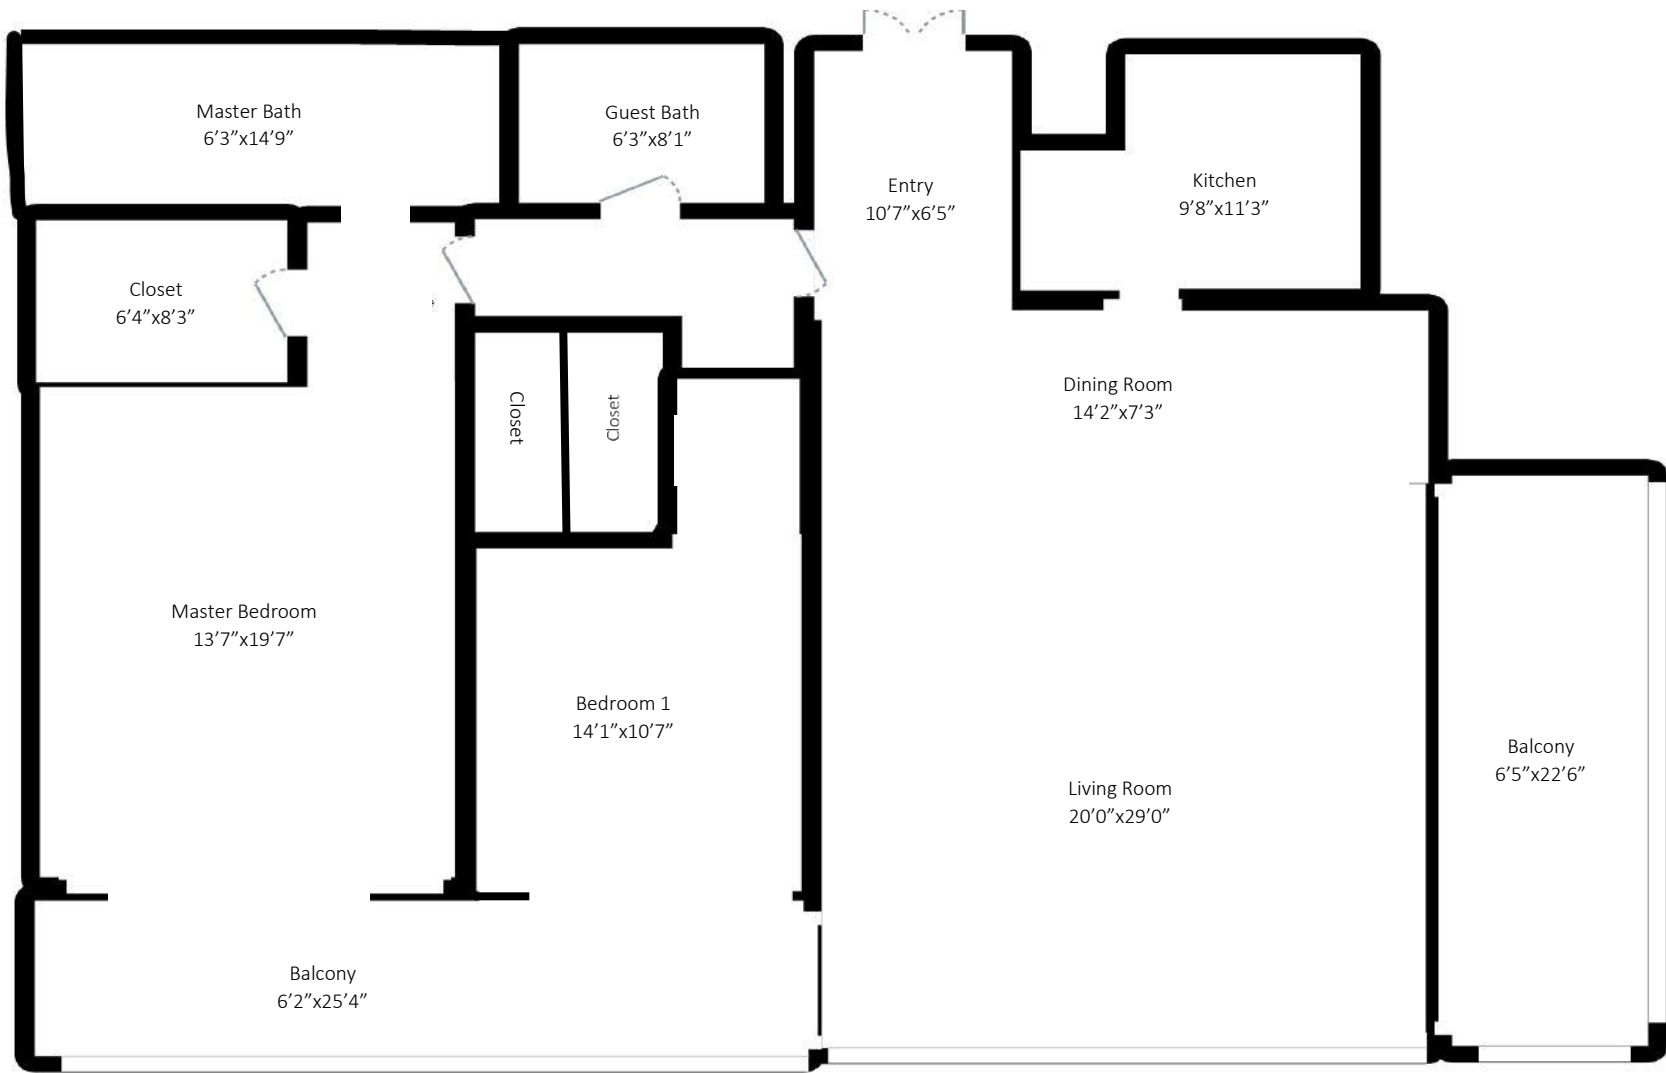 Master Bath
6’3”x14’9”
Guest Bath
6’3”x8’1”
Entry
10’7”x6’5”
Kitchen
9’8”x11’3”
Closet
6’4”x8’3”
Closet
Closet
Dining Room
14’2”x7’3”
Master Bedroom
13’7”x19’7”
Bedroom 1
14’1”x10’7”
Living Room
20’0”x29’0”
Balcony
6’5”x22’6”
Balcony
6’2”x25’4”